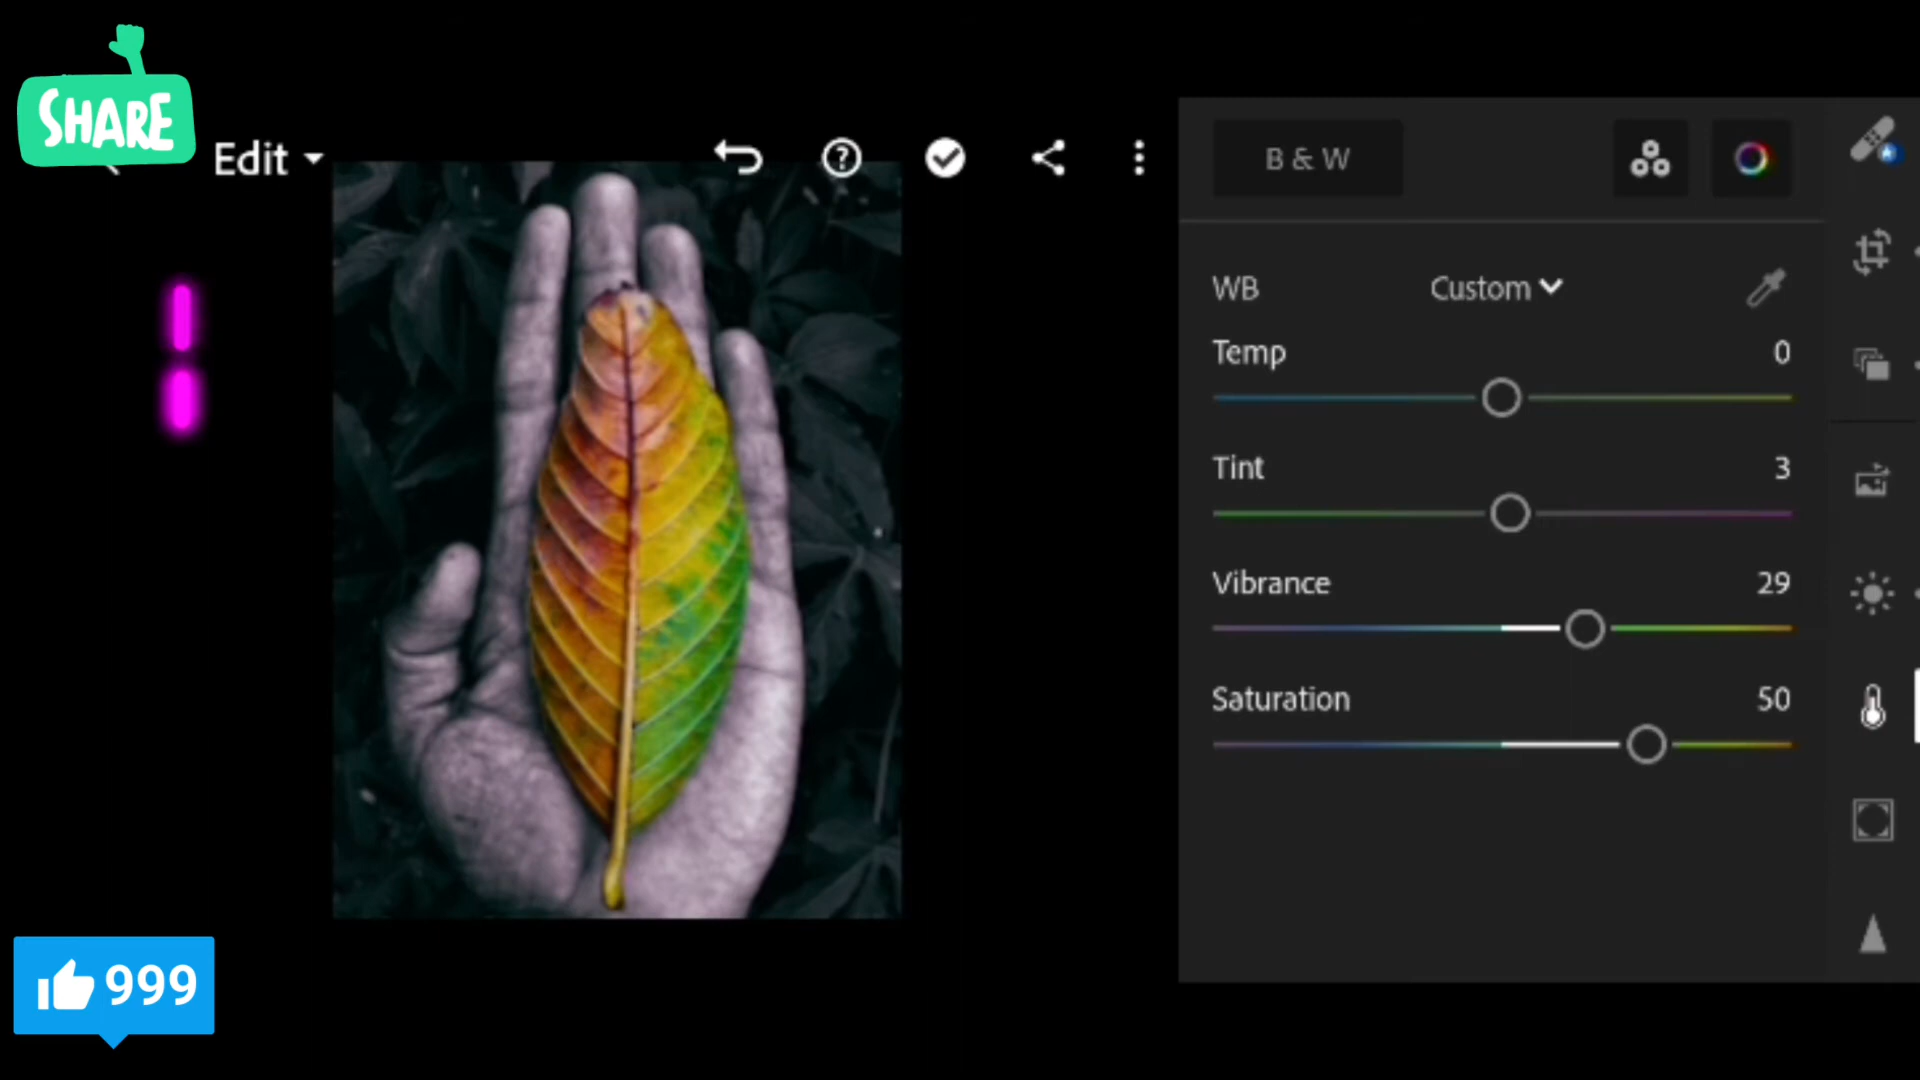 SHARE
Edit
B & W
WB Custom
Temp 0
Tint 3
Vibrance 29
Saturation 50
999